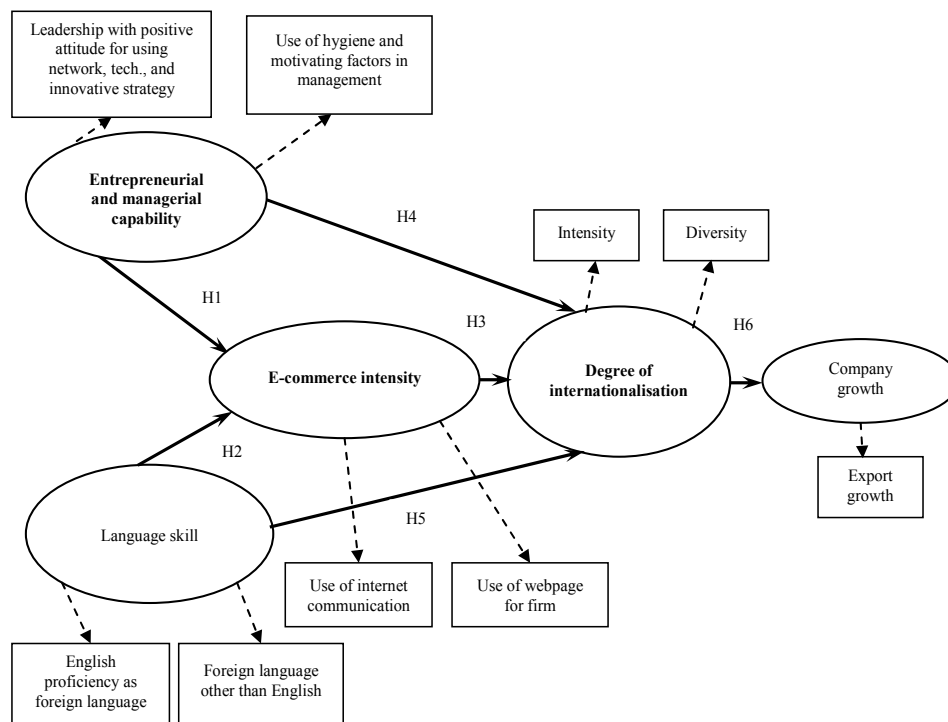 Leadership with positive
attitude for using
network, tech., and
innovative strategy
Use of hygiene and
motivating factors in
management
Entrepreneurial
and managerial
capability
H4
Intensity
Diversity
H1
H3
H6
E-commerce intensity
Degree of
internationalisation
Company
growth
H2
Export
growth
Language skill
H5
Use of internet
communication
Use of webpage
for firm
English
proficiency as
foreign language
Foreign language
other than English